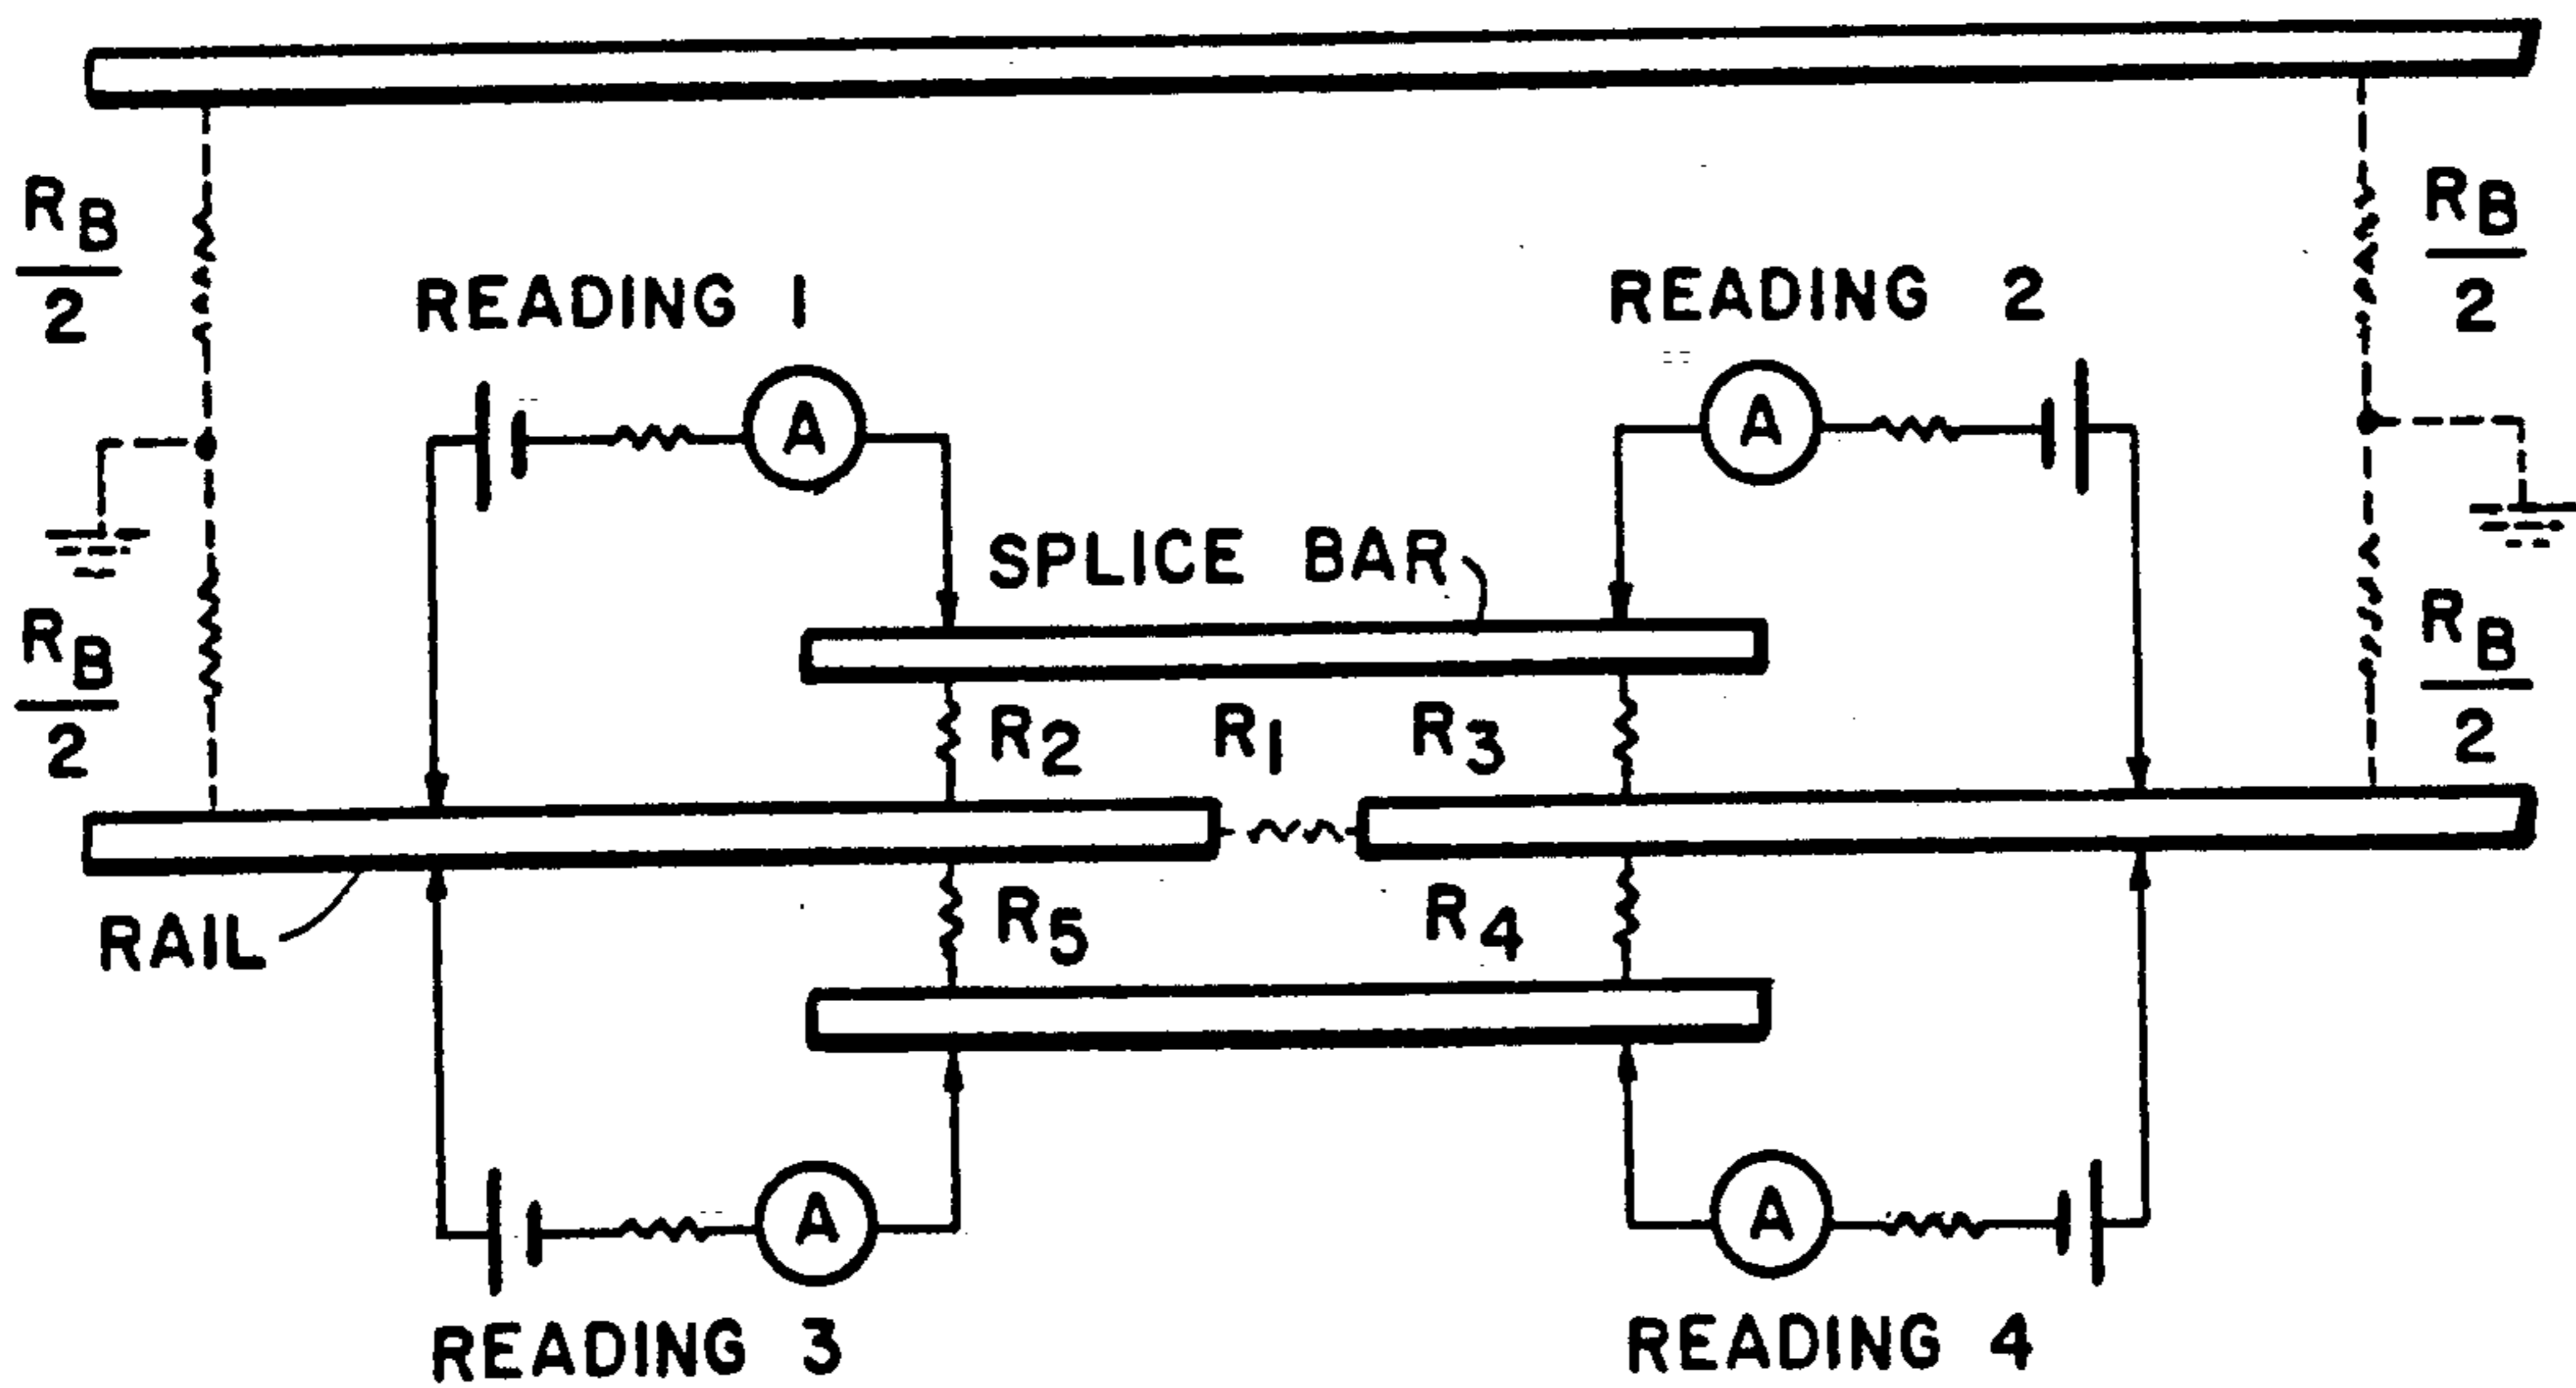 R_B/2
R_B/2
READING 1
READING 2
A
A
SPLICE BAR
R_B/2
R_B/2
R2
R1
R3
RAIL
R5
R4
A
A
READING 3
READING 4